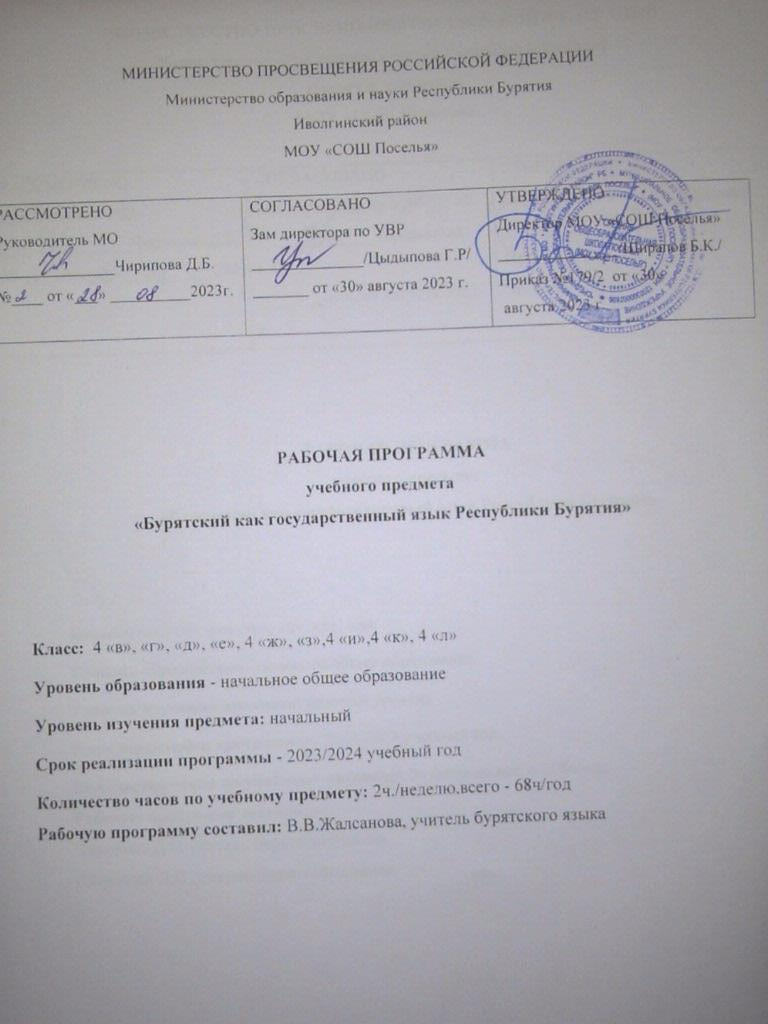 МИНИСТЕРСТВО ПРОСВЕЩЕНИЯ РОССИЙСКОЙ ФЕДЕРАЦИИ
Министерство образования и науки Республики Бурятия
Иволгинский район
МОУ «СОШ Поселья»
РАССМОТРЕНО
Руководитель МО
Чирипова Д.Б.
№ 2 от « 28» 08 2023г.
СОГЛАСОВАНО
Зам директора по УВР
/Цыдыпова Г.Р/
от «30» августа 2023 г.
УТВЕРЖДЕНО
Директор МОУ «СОШ Поселья»
/Ширапов Б.К./
Приказ №179/2 от «30»
августа 2023 г.
РАБОЧАЯ ПРОГРАММА
учебного предмета
«Бурятский как государственный язык Республики Бурятия»
Класс: 4 «в», «г», «д», «е», 4 «ж», «з»,4 «и»,4 «к», 4 «л»
Уровень образования - начальное общее образование
Уровень изучения предмета: начальный
Срок реализации программы - 2023/2024 учебный год
Количество часов по учебному предмету: 2ч./неделю,всего - 68ч/год
Рабочую программу составил: В.В.Жалсанова, учитель бурятского языка